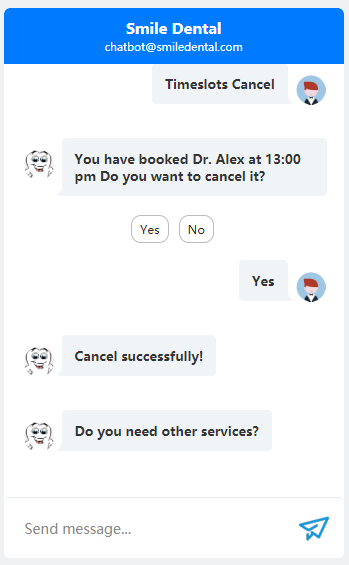 Smile Dental
chatbot@smiledental.com
Timeslots Cancel
You have booked Dr. Alex at 13:00
pm Do you want to cancel it?
Yes
No
Yes
Cancel successfully!
Do you need other services?
Send message...